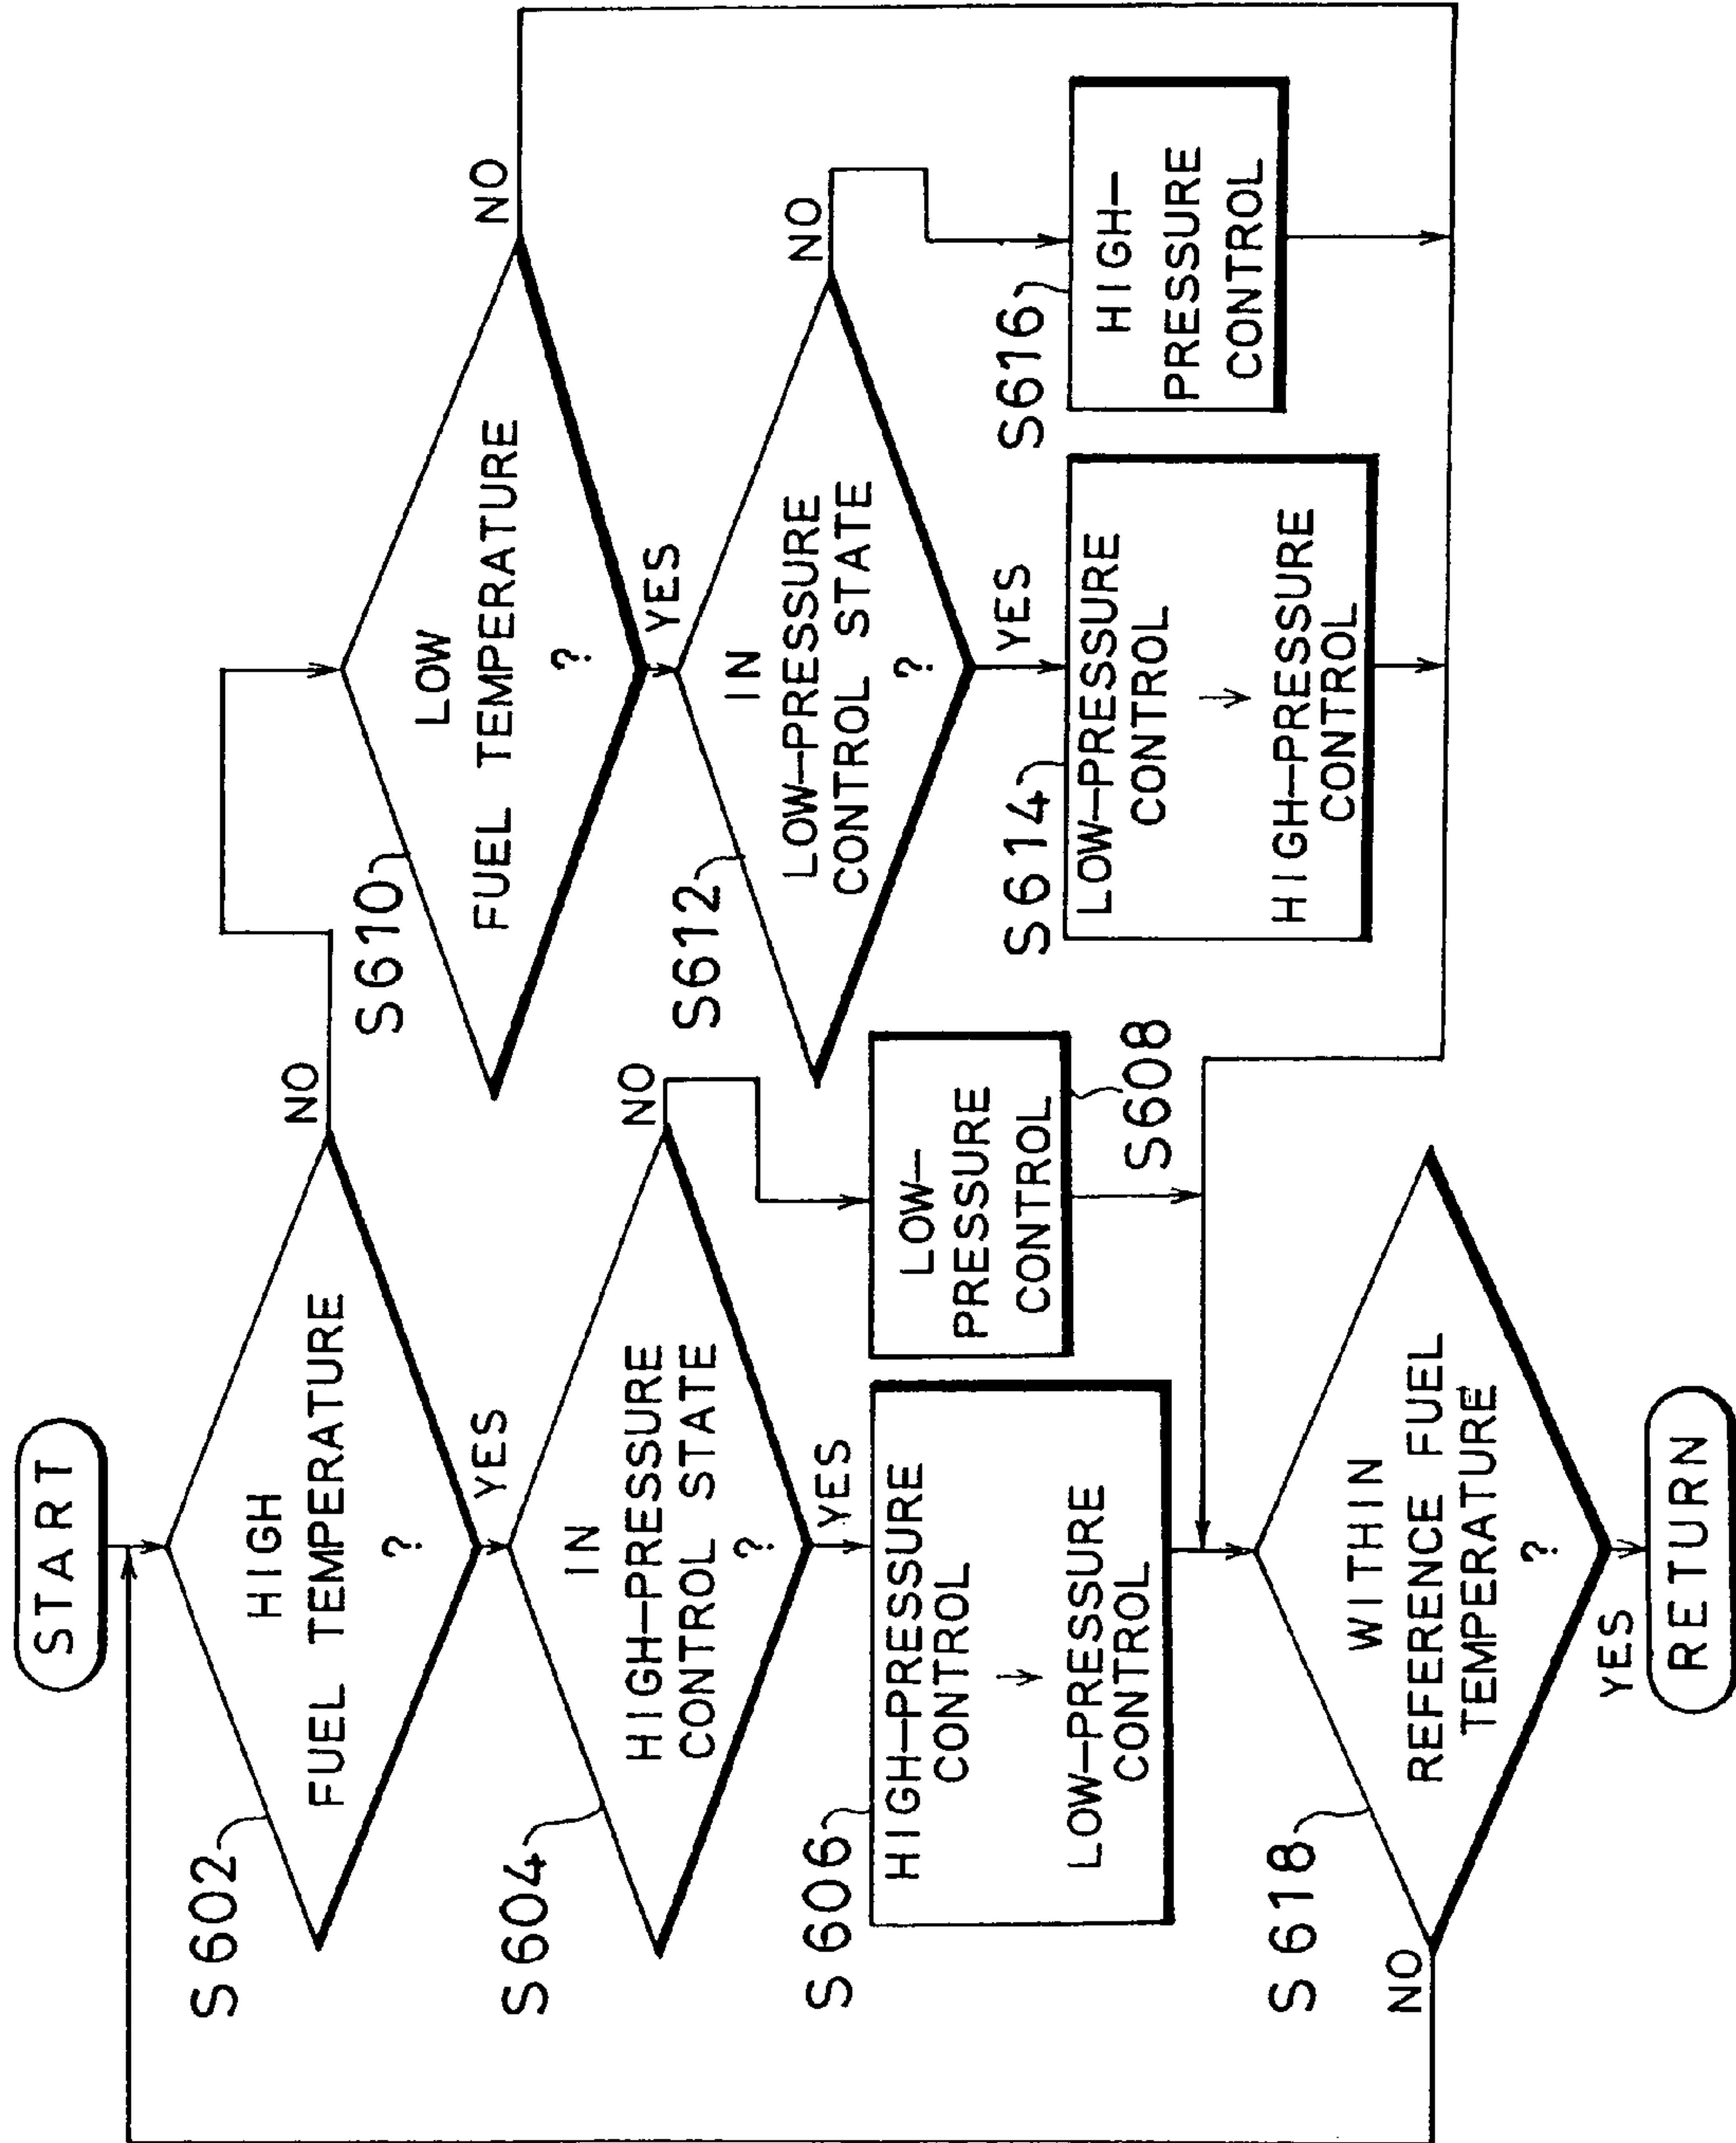 START
S602
HIGH
FUEL TEMPERATURE
?
NO
YES
S604
IN
HIGH-PRESSURE
CONTROL STATE
?
NO
YES
S606
HIGH-PRESSURE
CONTROL
↓
LOW-PRESSURE
CONTROL
LOW-
PRESSURE
CONTROL
S608
S610
LOW
FUEL TEMPERATURE
?
NO
YES
S612
IN
LOW-PRESSURE
CONTROL STATE
?
NO
YES
S614
LOW-PRESSURE
CONTROL
↓
HIGH-PRESSURE
CONTROL
S616
HIGH-
PRESSURE
CONTROL
S618
WITHIN
REFERENCE FUEL
TEMPERATURE
?
NO
YES
RETURN